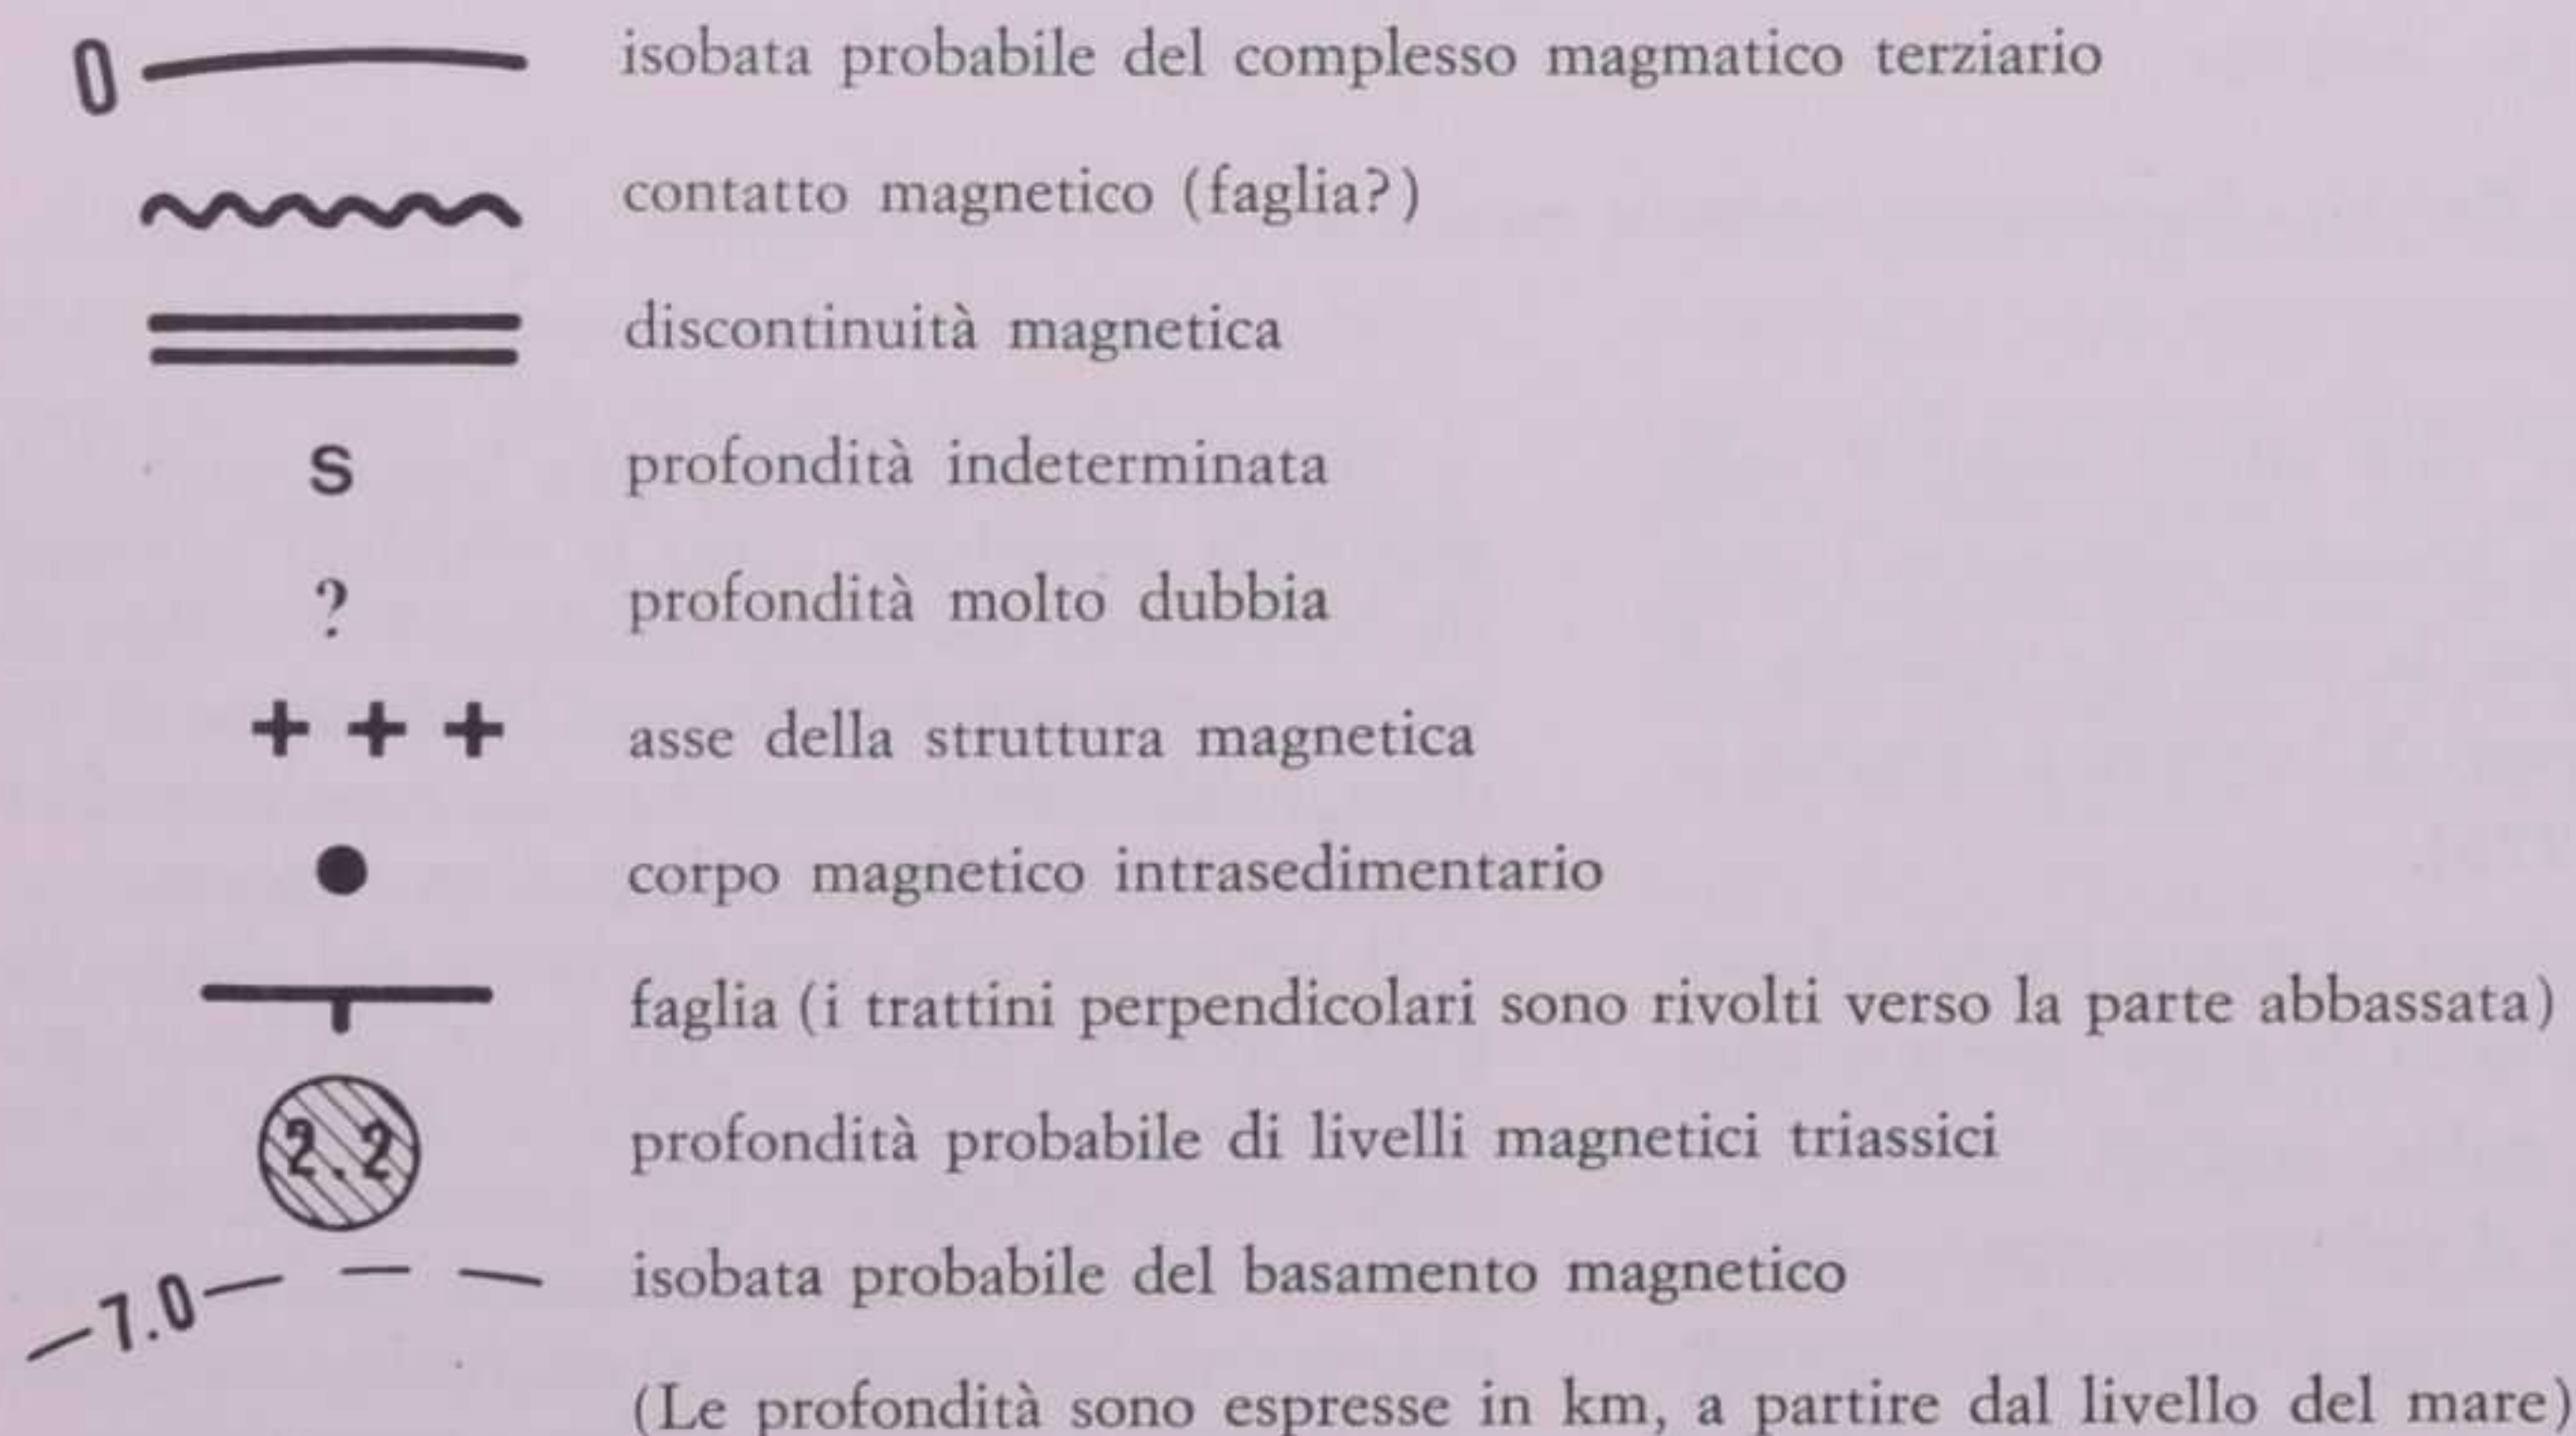 0 isobata probabile del complesso magmatico terziario
contatto magnetico (faglia?)
discontinuità magnetica
S profondità indeterminata
? profondità molto dubbia
+ + + asse della struttura magnetica
corpo magnetico intrasedimentario
faglia (i trattini perpendicolari sono rivolti verso la parte abbassata)
2.2 profondità probabile di livelli magnetici triassici
7.0 isobata probabile del basamento magnetico
(Le profondità sono espresse in km, a partire dal livello del mare)